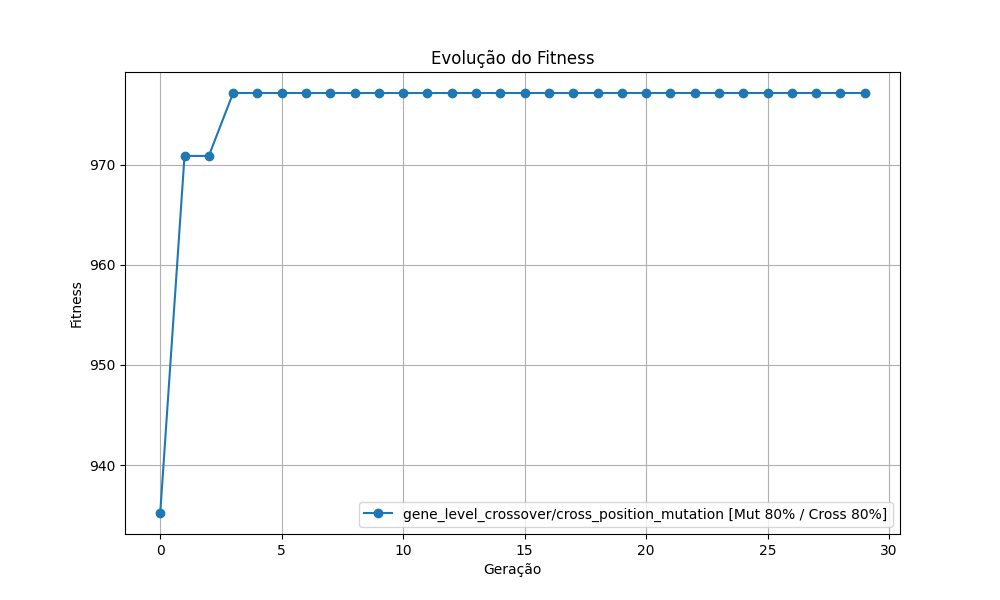 Evolução do Fitness
Fitness
970
960
950
940
gene_level_crossover/cross_position_mutation [Mut 80% / Cross 80%]
0 5 10 15 20 25 30
Geração